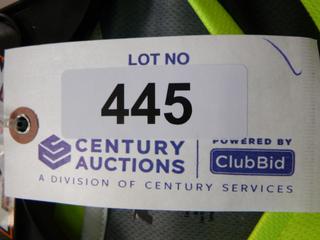 LOT NO
445
CENTURY
AUCTIONS
POWERED BY
ClubBid
A DIVISION OF CENTURY SERVICES